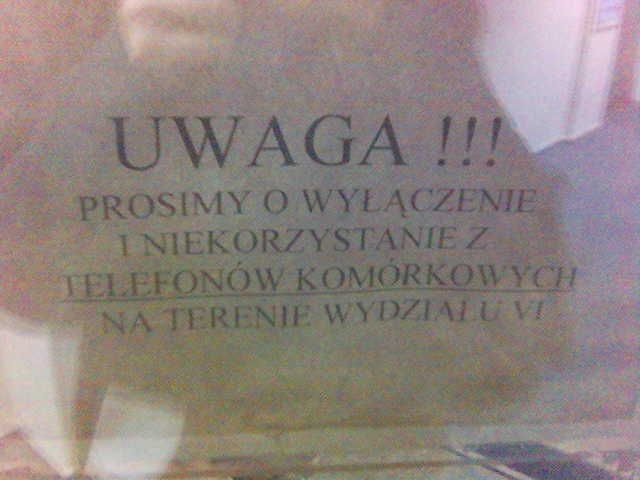 UWAGA !!!
PROSIMY O WYŁĄCZENIE
I NIEKORZYSTANIE Z
TELEFONÓW KOMÓRKOWYCH
NA TERENIE WYDZIAŁU VI